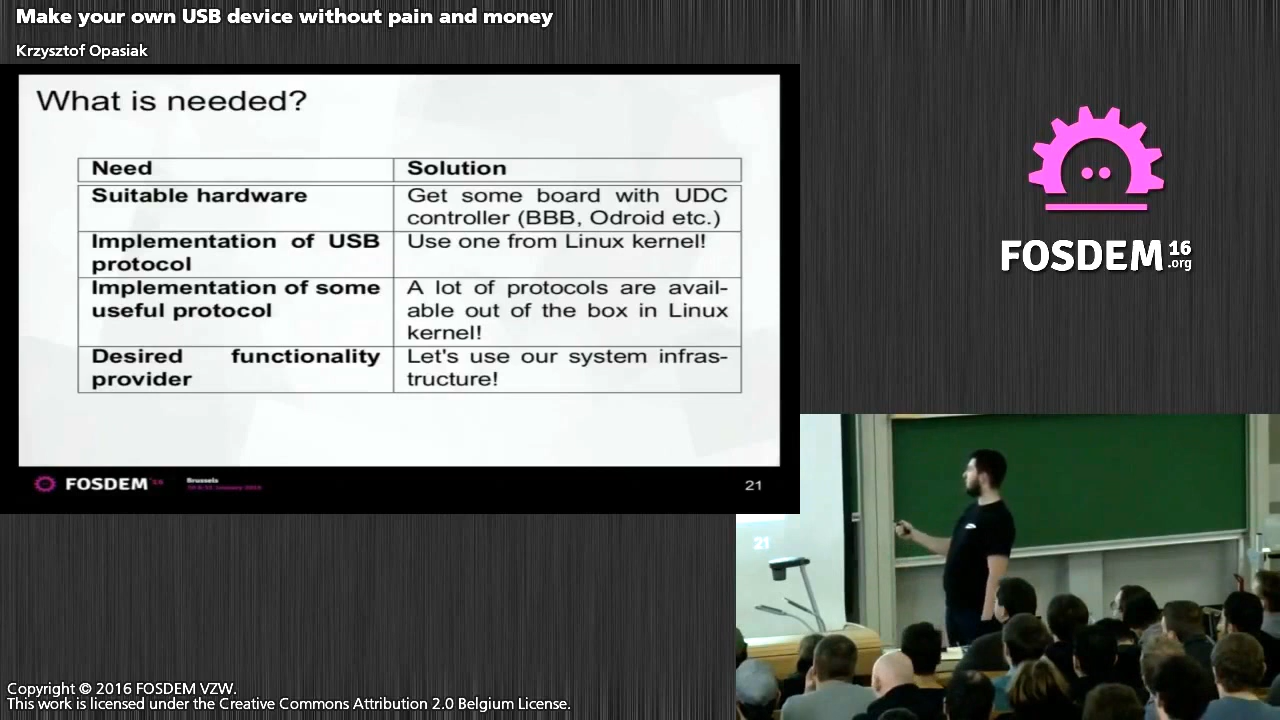 Make your own USB device without pain and money
Krzysztof Opasiak
What is needed?
Need Solution
Suitable hardware Get some board with UDC
controller (BBB, Odroid etc.)
Implementation of USB Use one from Linux kernel!
protocol
Implementation of some A lot of protocols are avail-
useful protocol able out of the box in Linux
kernel!
Desired functionality Let's use our system infras-
provider tructure!
FOSDEM'16 Brussels
21
FOSDEM 16
.org
21
Copyright © 2016 FOSDEM VZW.
This work is licensed under the Creative Commons Attribution 2.0 Belgium License.